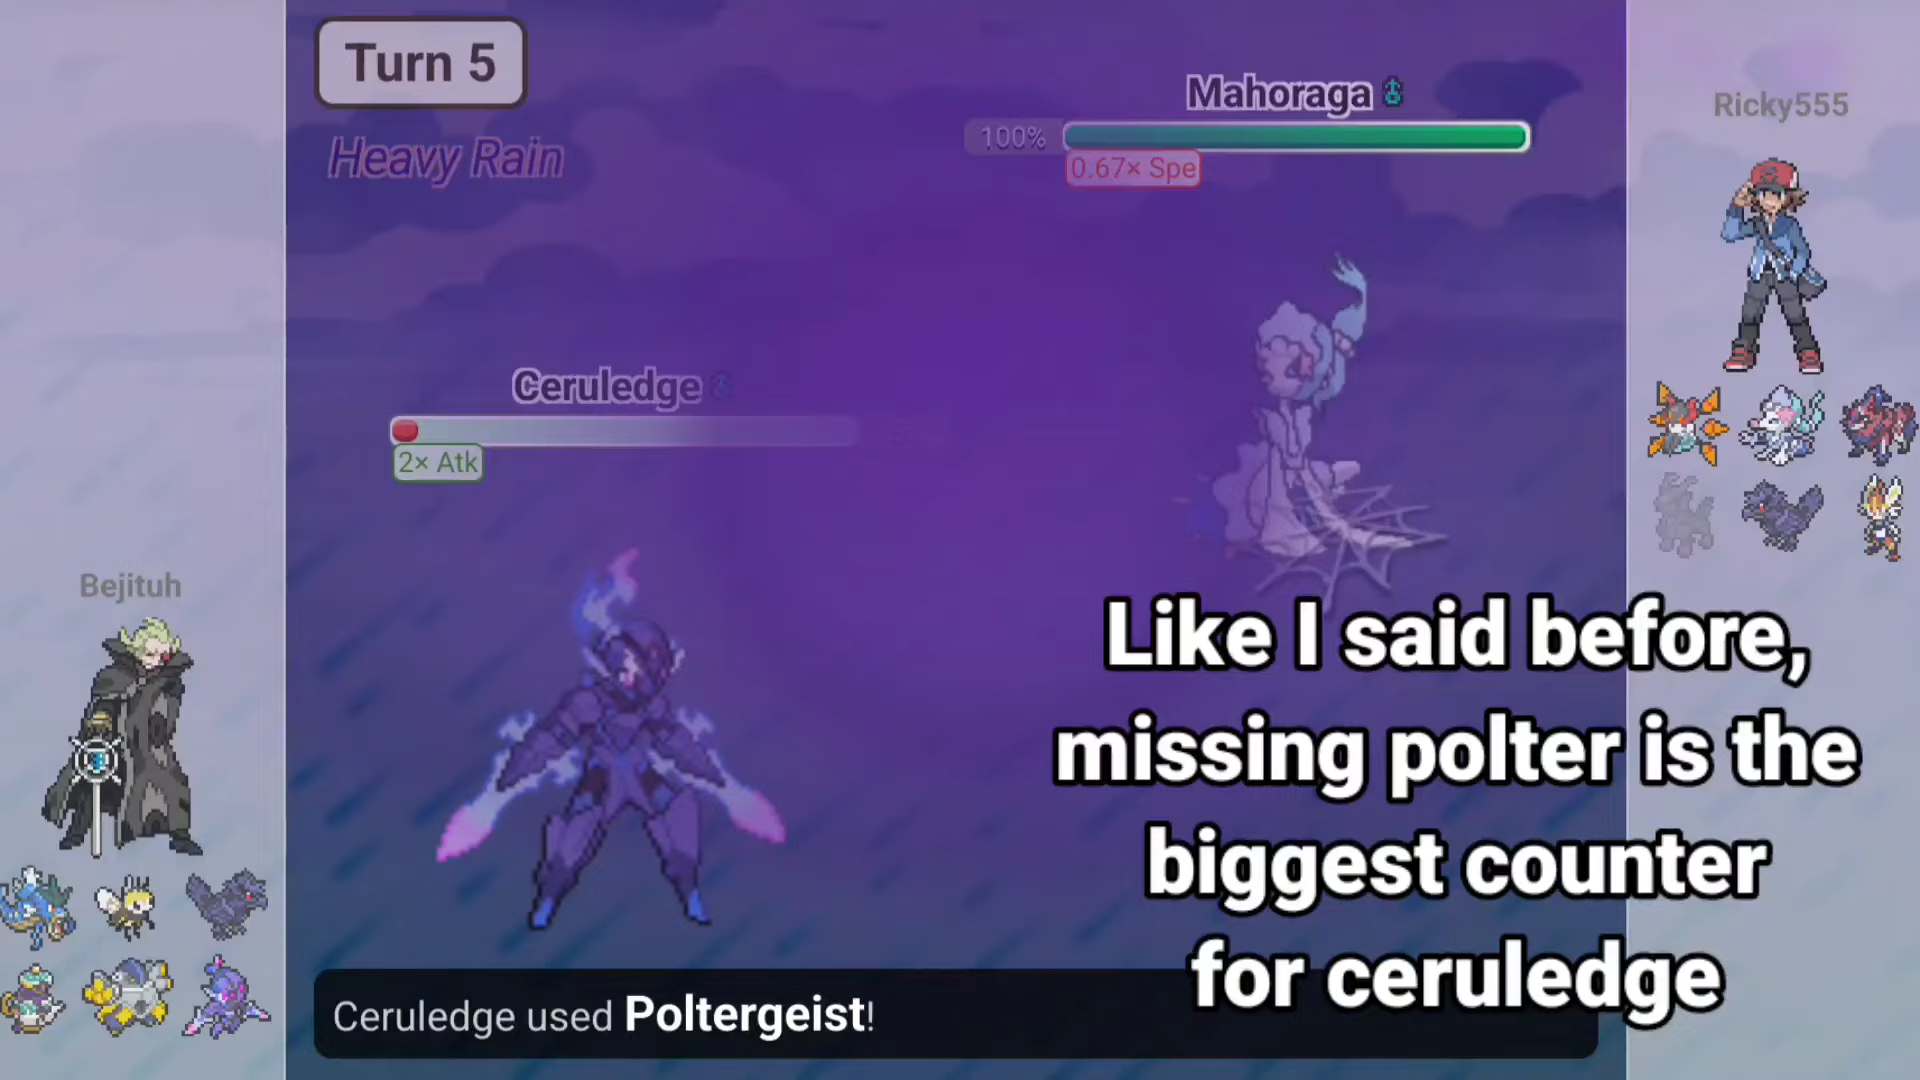 Turn 5
Heavy Rain
Mahoraga
100%
0.67× Spe
Ricky555
Ceruledge
2× Atk
Bejituh
Like I said before,
missing polter is the
biggest counter
for ceruledge
Ceruledge used Poltergeist!